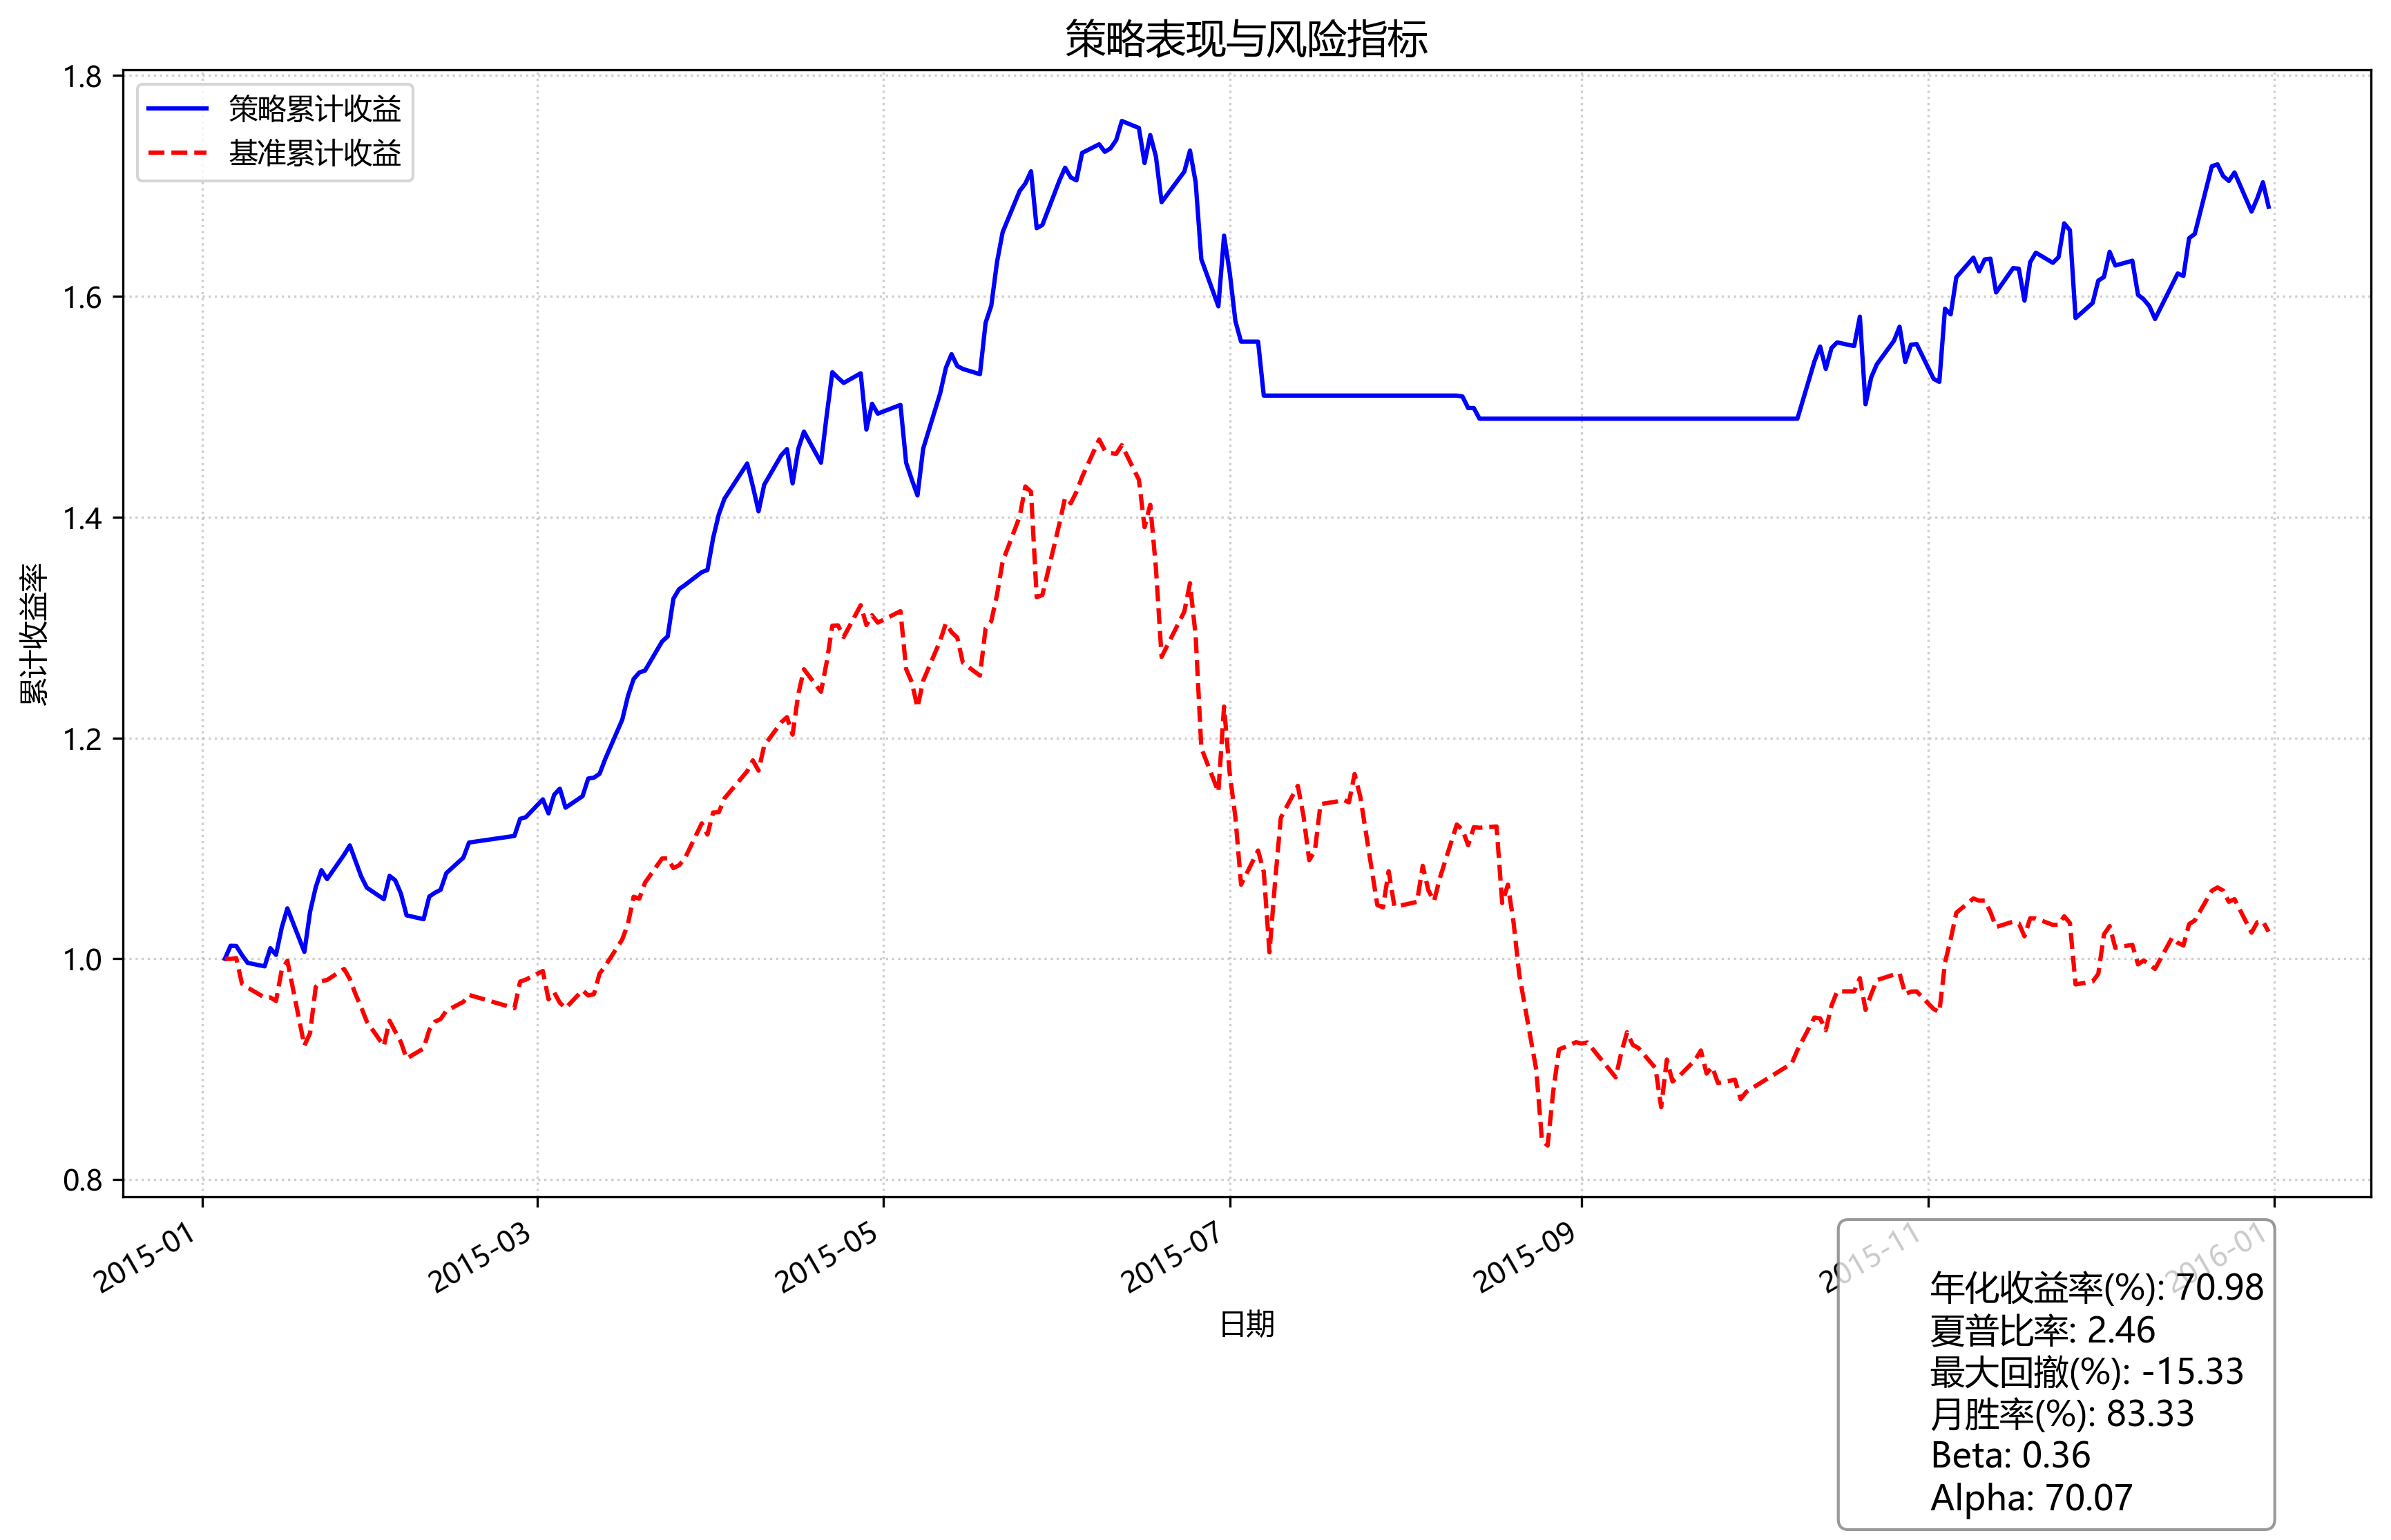 策略表现与风险指标
策略累计收益
基准累计收益
累计收益率
1.8
1.6
1.4
1.2
1.0
0.8
2015-01
2015-03
2015-05
2015-07
2015-09
2015-11
2016-01
日期
年化收益率(%): 70.98
夏普比率: 2.46
最大回撤(%): -15.33
月胜率(%): 83.33
Beta: 0.36
Alpha: 70.07